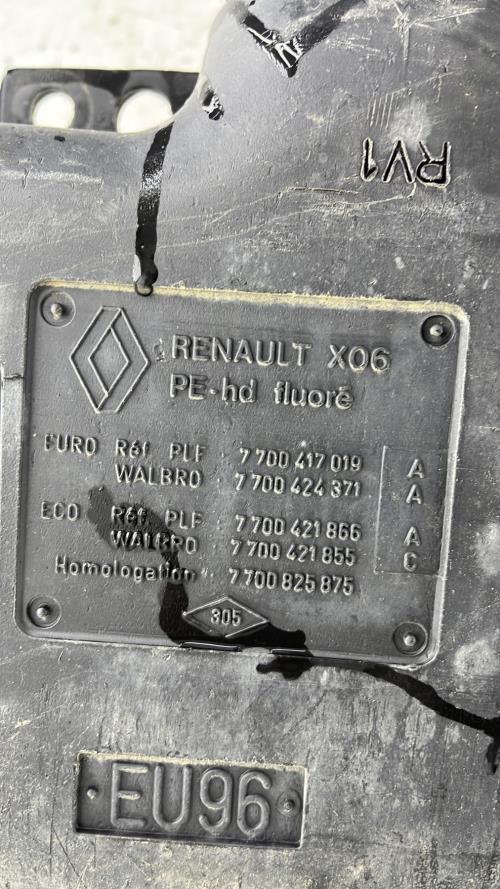 RV1
RENAULT X06
PE-hd fluoré
EURO Réf. PLF 7 700 417 019 A
WALBRO 7 700 424 371 A
ECO Réf. PLF 7 700 421 866 A
WALBRO 7 700 421 855 C
Homologation 7 700 825 875
305
EU96